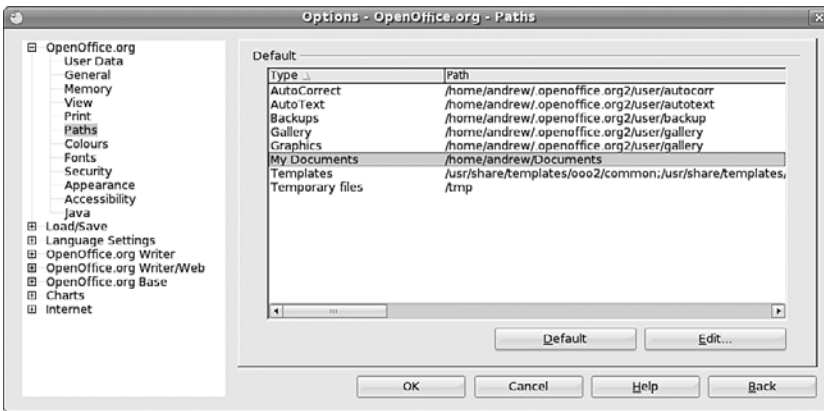 Options - OpenOffice.org - Paths
OpenOffice.org
User Data
General
Memory
View
Print
Paths
Colours
Fonts
Security
Appearance
Accessibility
Java
Load/Save
Language Settings
OpenOffice.org Writer
OpenOffice.org Writer/Web
OpenOffice.org Base
Charts
Internet
Default
Type Path
AutoCorrect /home/andrew/.openoffice.org2/user/autocorr
AutoText /home/andrew/.openoffice.org2/user/autotext
Backups /home/andrew/.openoffice.org2/user/backup
Gallery /home/andrew/.openoffice.org2/user/gallery
Graphics /home/andrew/.openoffice.org2/user/gallery
My Documents /home/andrew/Documents
Templates /usr/share/templates/ooo2/common;/usr/share/templates/
Temporary files /tmp
Default Edit...
OK Cancel Help Back